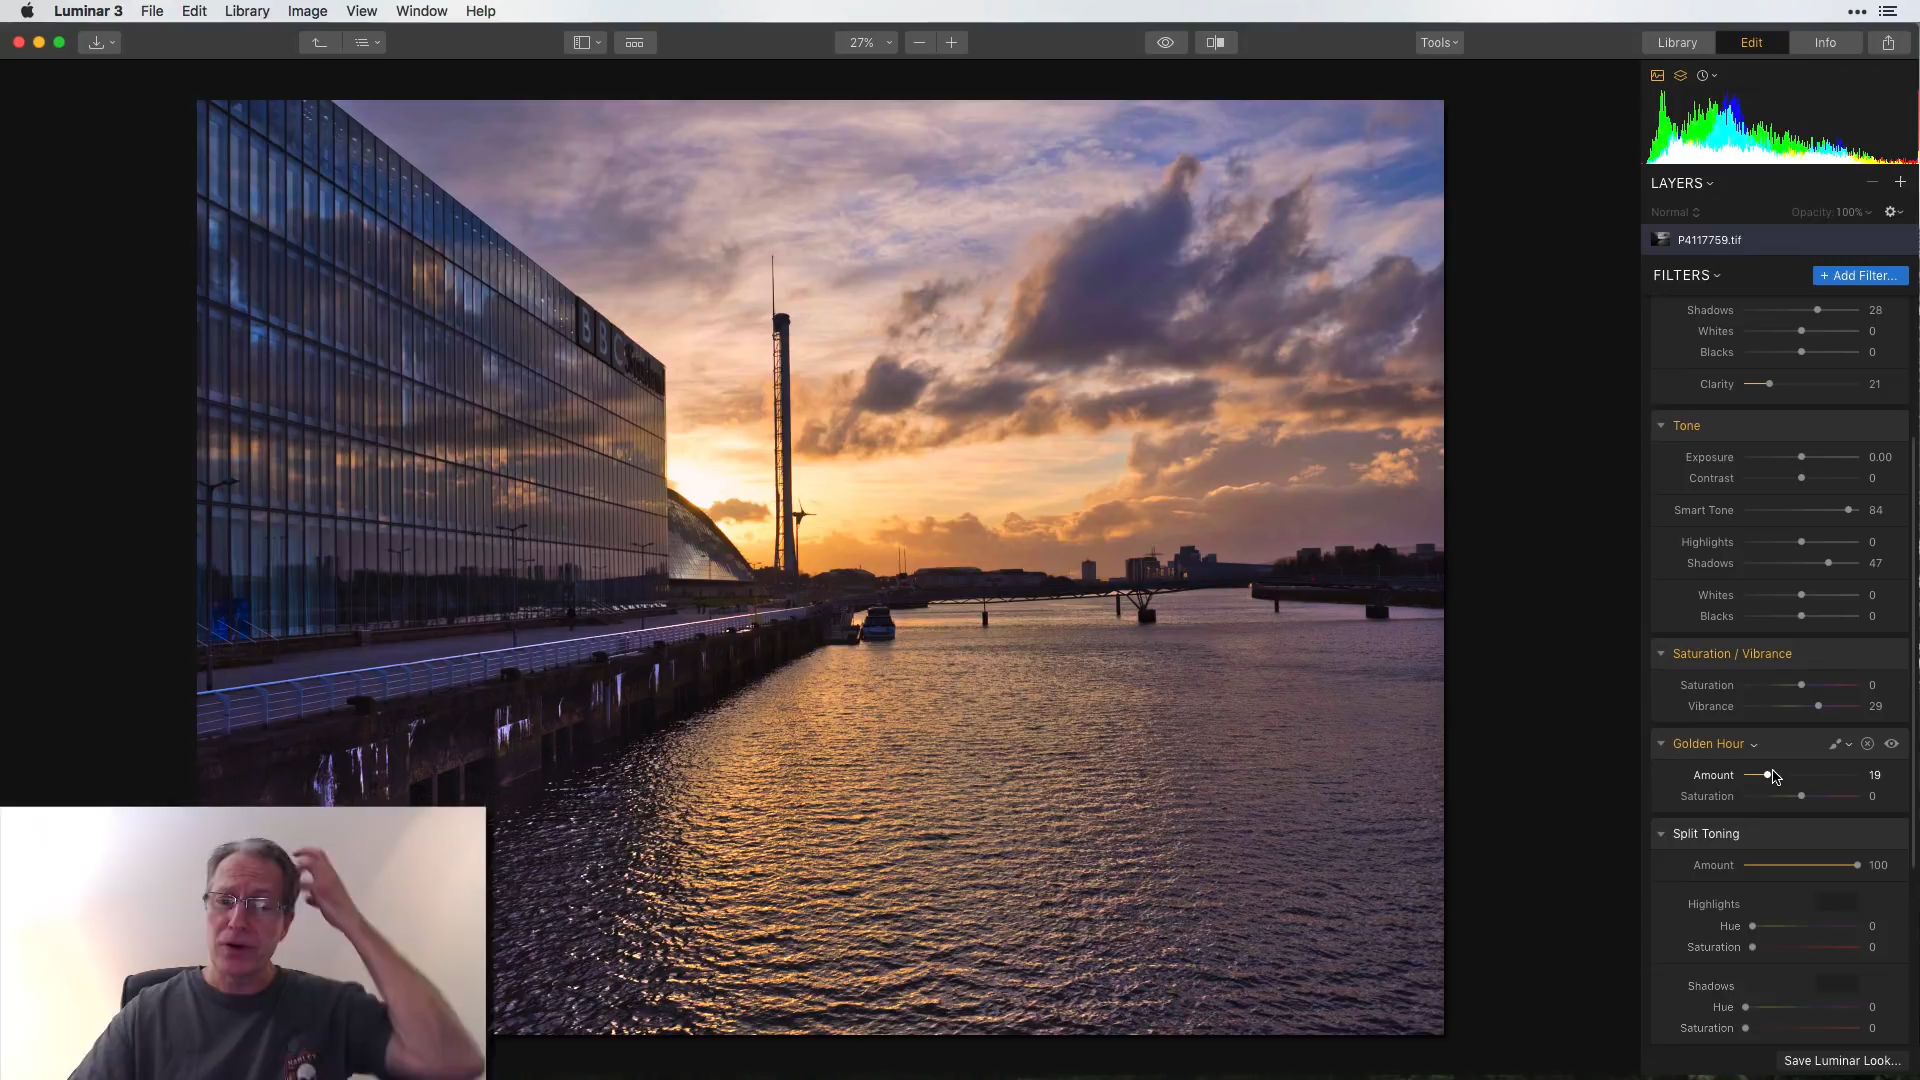 Luminar 3 File Edit Library Image View Window Help
27% Tools Library Edit Info
LAYERS
Normal Opacity: 100%
P4117759.tif
FILTERS + Add Filter...
Shadows 28
Whites 0
Blacks 0
Clarity 21
Tone
Exposure 0.00
Contrast 0
Smart Tone 84
Highlights 0
Shadows 47
Whites 0
Blacks 0
Saturation / Vibrance
Saturation 0
Vibrance 29
Golden Hour
Amount 19
Saturation 0
Split Toning
Amount 100
Highlights
Hue 0
Saturation 0
Shadows
Hue 0
Saturation 0
Save Luminar Look...
BBC